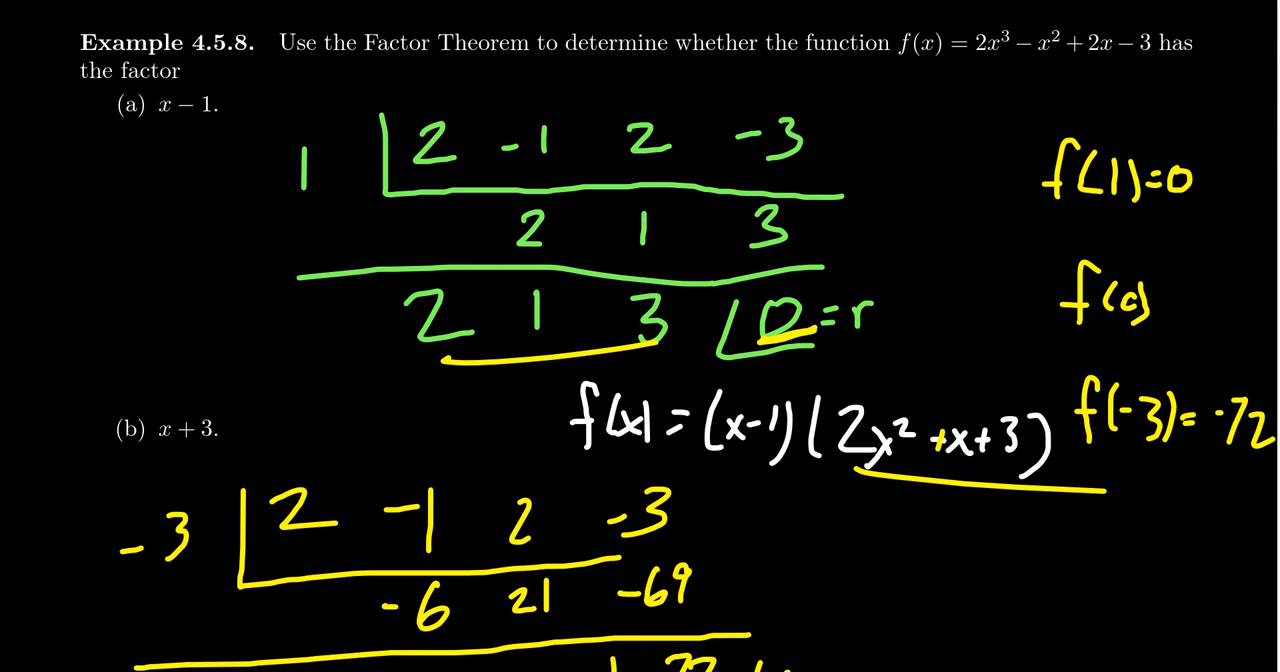 Example 4.5.8. Use the Factor Theorem to determine whether the function f(x) = 2x³ − x² + 2x − 3 has
the factor
(a) x − 1.
1 2 -1 2 -3
2 1 3
2 1 3 0 = r
f(1)=0
f(c)
f(x) = (x-1)(2x² +x+3)
f(-3)= -72
(b) x + 3.
-3 2 -1 2 -3
-6 21 -69